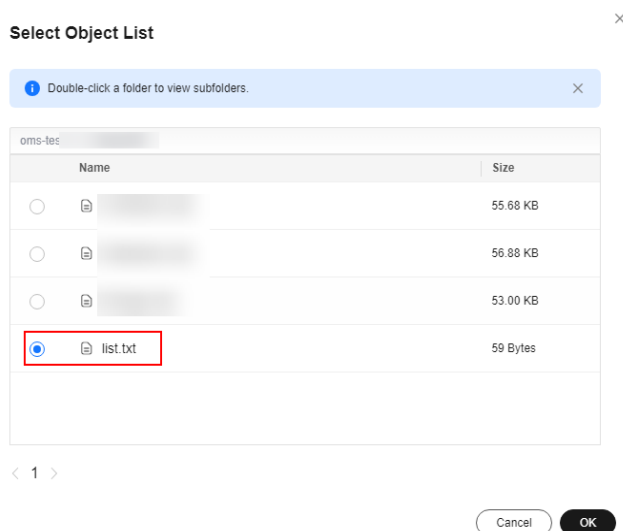 Select Object List
Double-click a folder to view subfolders.
oms-tes
Name Size
55.68 KB
56.88 KB
53.00 KB
list.txt 59 Bytes
1
Cancel OK